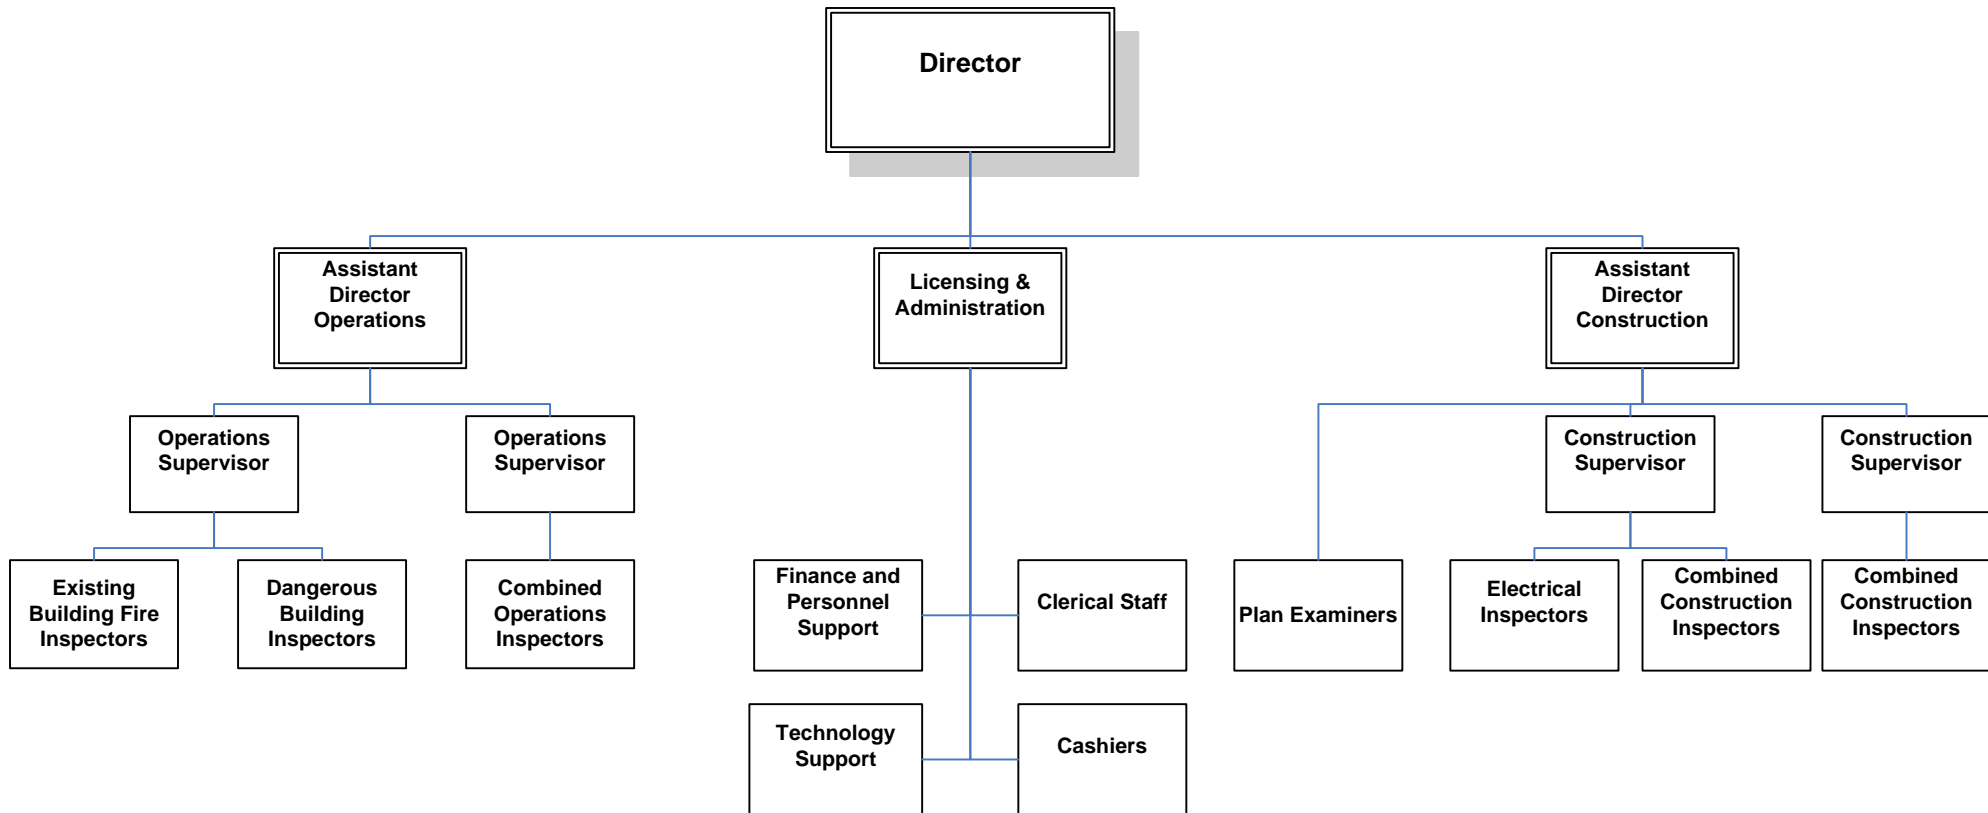 Director
Assistant
Director
Operations
Licensing &
Administration
Assistant
Director
Construction
Operations
Supervisor
Operations
Supervisor
Construction
Supervisor
Construction
Supervisor
Existing
Building Fire
Inspectors
Dangerous
Building
Inspectors
Combined
Operations
Inspectors
Finance and
Personnel
Support
Clerical Staff
Plan Examiners
Electrical
Inspectors
Combined
Construction
Inspectors
Combined
Construction
Inspectors
Technology
Support
Cashiers